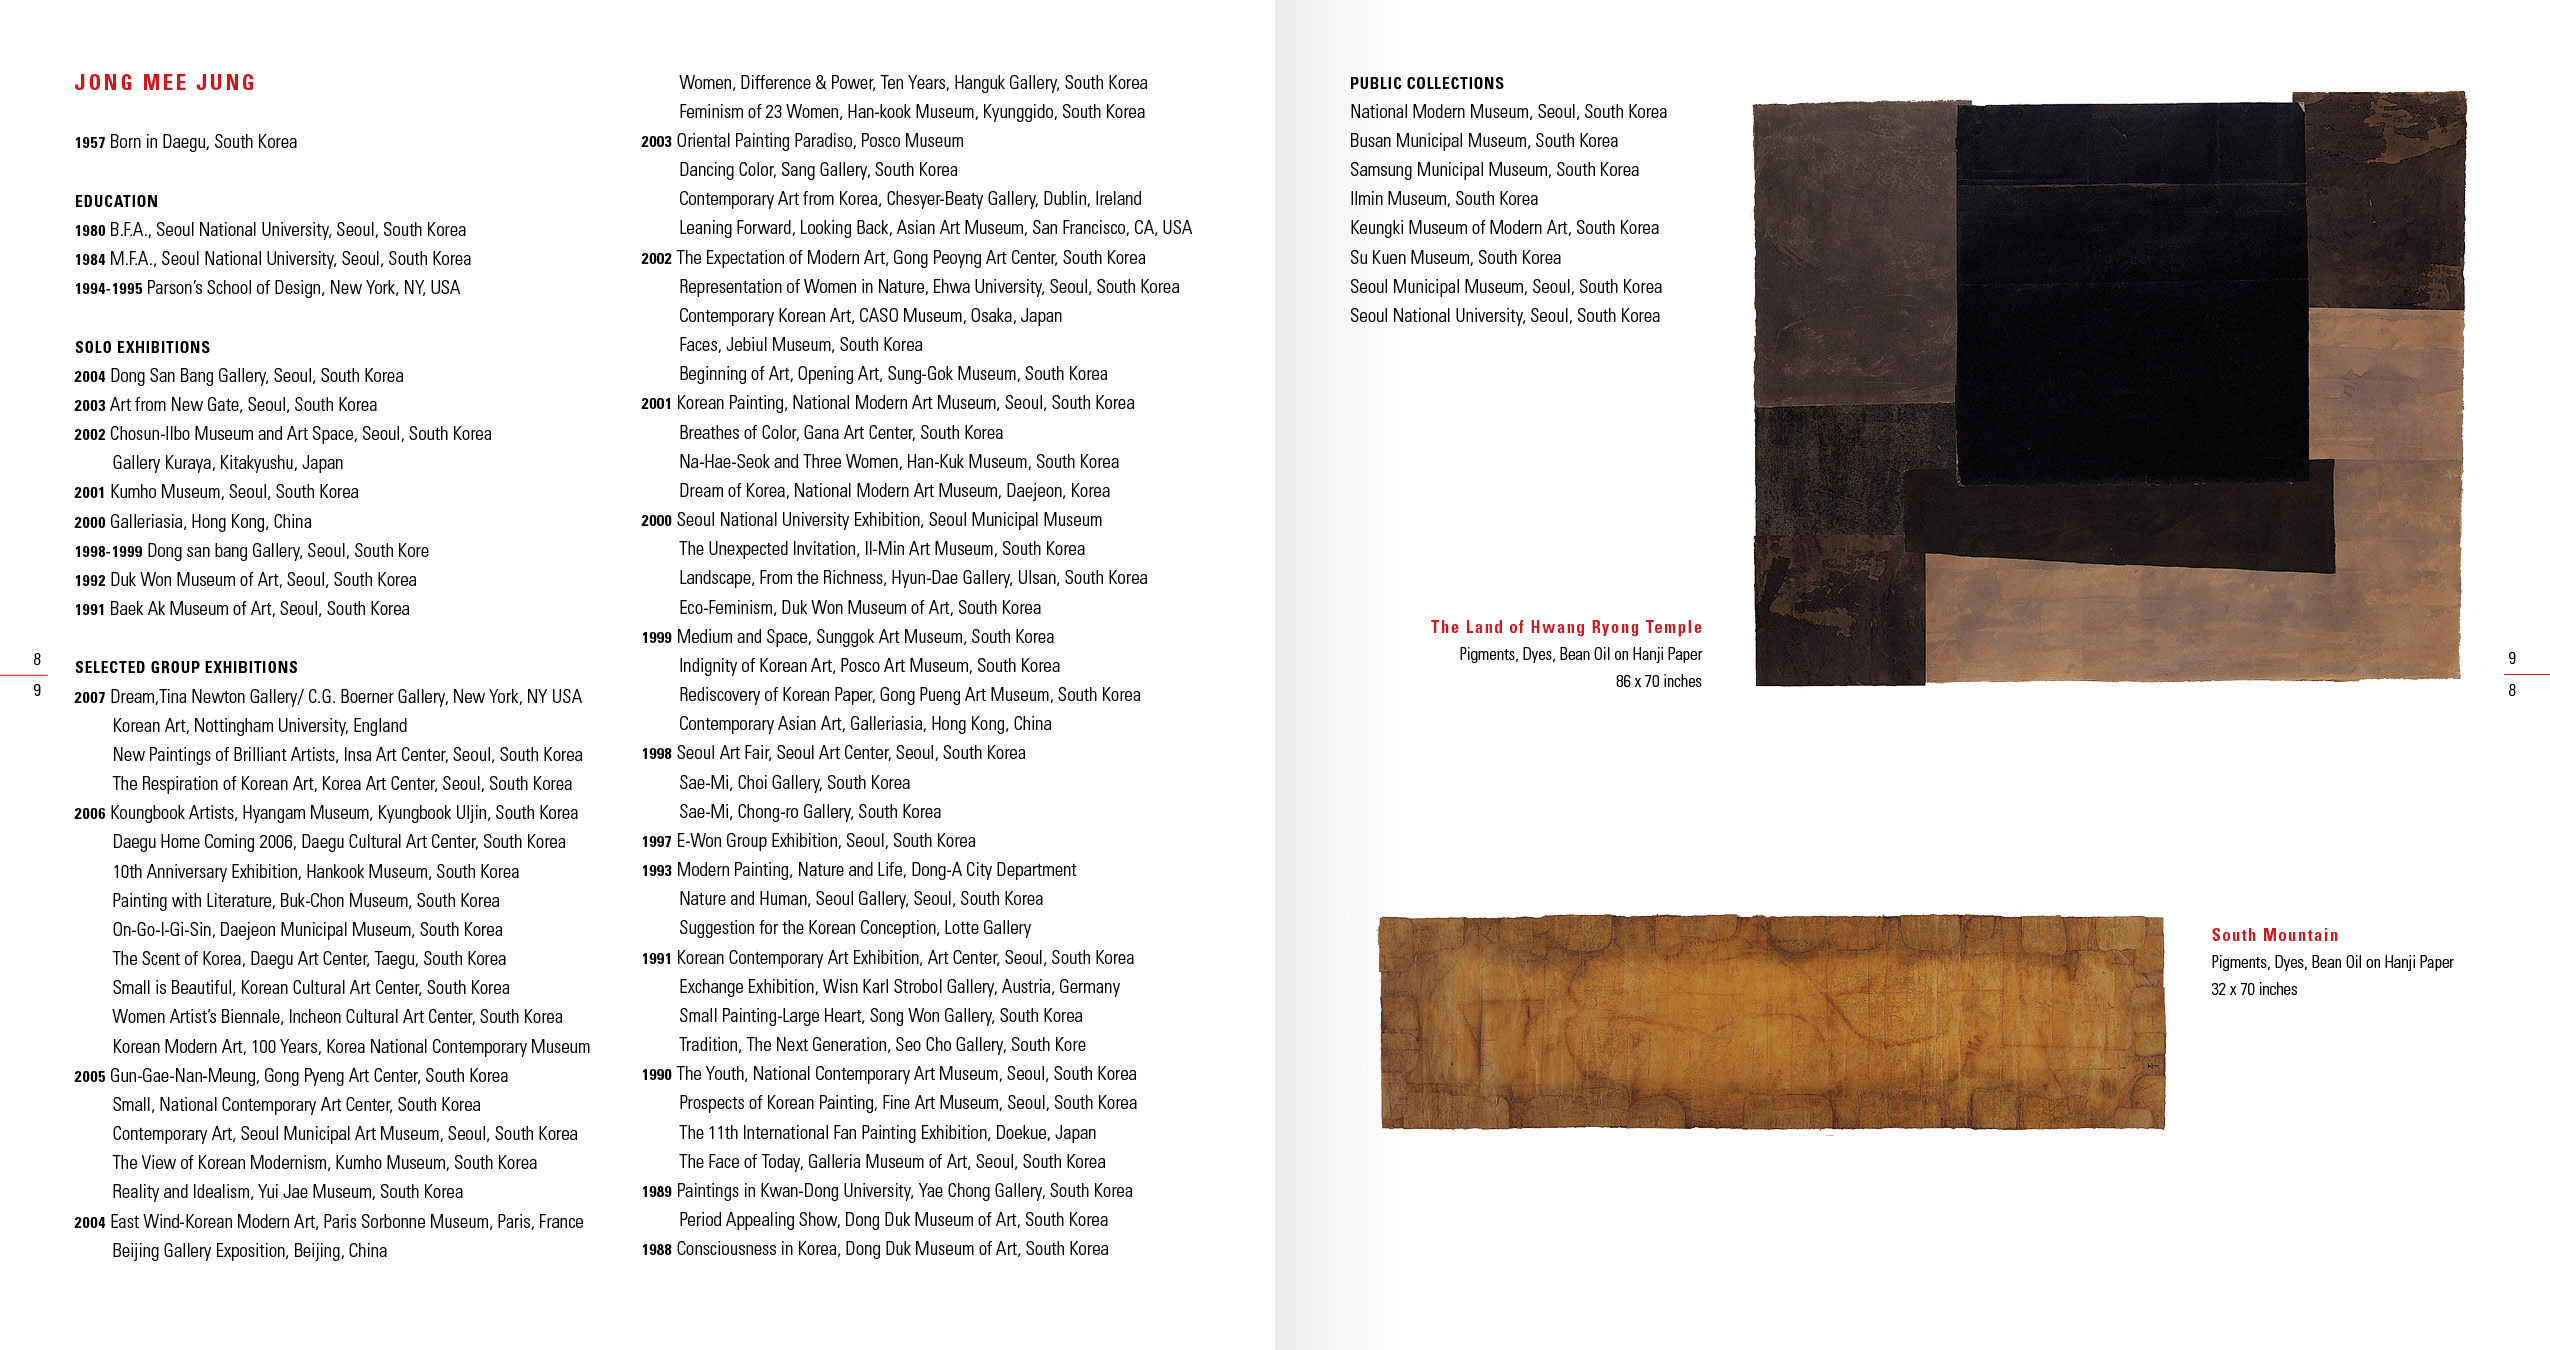 JONG MEE JUNG
1957 Born in Daegu, South Korea
EDUCATION
1980 B.F.A., Seoul National University, Seoul, South Korea
1984 M.F.A., Seoul National University, Seoul, South Korea
1994-1995 Parson's School of Design, New York, NY, USA
SOLO EXHIBITIONS
2004 Dong San Bang Gallery, Seoul, South Korea
2003 Art from New Gate, Seoul, South Korea
2002 Chosun-Ilbo Museum and Art Space, Seoul, South Korea
Gallery Kuraya, Kitakyushu, Japan
2001 Kumho Museum, Seoul, South Korea
2000 Galleriasia, Hong Kong, China
1998-1999 Dong san bang Gallery, Seoul, South Kore
1992 Duk Won Museum of Art, Seoul, South Korea
1991 Baek Ak Museum of Art, Seoul, South Korea
SELECTED GROUP EXHIBITIONS
2007 Dream,Tina Newton Gallery/ C.G. Boerner Gallery, New York, NY USA
Korean Art, Nottingham University, England
New Paintings of Brilliant Artists, Insa Art Center, Seoul, South Korea
The Respiration of Korean Art, Korea Art Center, Seoul, South Korea
2006 Koungbook Artists, Hyangam Museum, Kyungbook Uljin, South Korea
Daegu Home Coming 2006, Daegu Cultural Art Center, South Korea
10th Anniversary Exhibition, Hankook Museum, South Korea
Painting with Literature, Buk-Chon Museum, South Korea
On-Go-I-Gi-Sin, Daejeon Municipal Museum, South Korea
The Scent of Korea, Daegu Art Center, Taegu, South Korea
Small is Beautiful, Korean Cultural Art Center, South Korea
Women Artist's Biennale, Incheon Cultural Art Center, South Korea
Korean Modern Art, 100 Years, Korea National Contemporary Museum
2005 Gun-Gae-Nan-Meung, Gong Pyeng Art Center, South Korea
Small, National Contemporary Art Center, South Korea
Contemporary Art, Seoul Municipal Art Museum, Seoul, South Korea
The View of Korean Modernism, Kumho Museum, South Korea
Reality and Idealism, Yui Jae Museum, South Korea
2004 East Wind-Korean Modern Art, Paris Sorbonne Museum, Paris, France
Beijing Gallery Exposition, Beijing, China
8
9
Women, Difference & Power, Ten Years, Hanguk Gallery, South Korea
Feminism of 23 Women, Han-kook Museum, Kyunggido, South Korea
2003 Oriental Painting Paradiso, Posco Museum
Dancing Color, Sang Gallery, South Korea
Contemporary Art from Korea, Chesyer-Beaty Gallery, Dublin, Ireland
Leaning Forward, Looking Back, Asian Art Museum, San Francisco, CA, USA
2002 The Expectation of Modern Art, Gong Peoyng Art Center, South Korea
Representation of Women in Nature, Ehwa University, Seoul, South Korea
Contemporary Korean Art, CASO Museum, Osaka, Japan
Faces, Jebiul Museum, South Korea
Beginning of Art, Opening Art, Sung-Gok Museum, South Korea
2001 Korean Painting, National Modern Art Museum, Seoul, South Korea
Breathes of Color, Gana Art Center, South Korea
Na-Hae-Seok and Three Women, Han-Kuk Museum, South Korea
Dream of Korea, National Modern Art Museum, Daejeon, Korea
2000 Seoul National University Exhibition, Seoul Municipal Museum
The Unexpected Invitation, Il-Min Art Museum, South Korea
Landscape, From the Richness, Hyun-Dae Gallery, Ulsan, South Korea
Eco-Feminism, Duk Won Museum of Art, South Korea
1999 Medium and Space, Sunggok Art Museum, South Korea
Indignity of Korean Art, Posco Art Museum, South Korea
Rediscovery of Korean Paper, Gong Pueng Art Museum, South Korea
Contemporary Asian Art, Galleriasia, Hong Kong, China
1998 Seoul Art Fair, Seoul Art Center, Seoul, South Korea
Sae-Mi, Choi Gallery, South Korea
Sae-Mi, Chong-ro Gallery, South Korea
1997 E-Won Group Exhibition, Seoul, South Korea
1993 Modern Painting, Nature and Life, Dong-A City Department
Nature and Human, Seoul Gallery, Seoul, South Korea
Suggestion for the Korean Conception, Lotte Gallery
1991 Korean Contemporary Art Exhibition, Art Center, Seoul, South Korea
Exchange Exhibition, Wisn Karl Strobol Gallery, Austria, Germany
Small Painting-Large Heart, Song Won Gallery, South Korea
Tradition, The Next Generation, Seo Cho Gallery, South Kore
1990 The Youth, National Contemporary Art Museum, Seoul, South Korea
Prospects of Korean Painting, Fine Art Museum, Seoul, South Korea
The 11th International Fan Painting Exhibition, Doekue, Japan
The Face of Today, Galleria Museum of Art, Seoul, South Korea
1989 Paintings in Kwan-Dong University, Yae Chong Gallery, South Korea
Period Appealing Show, Dong Duk Museum of Art, South Korea
1988 Consciousness in Korea, Dong Duk Museum of Art, South Korea
PUBLIC COLLECTIONS
National Modern Museum, Seoul, South Korea
Busan Municipal Museum, South Korea
Samsung Municipal Museum, South Korea
Ilmin Museum, South Korea
Keungki Museum of Modern Art, South Korea
Su Kuen Museum, South Korea
Seoul Municipal Museum, Seoul, South Korea
Seoul National University, Seoul, South Korea
The Land of Hwang Ryong Temple
Pigments, Dyes, Bean Oil on Hanji Paper
86 x 70 inches
9
8
South Mountain
Pigments, Dyes, Bean Oil on Hanji Paper
32 x 70 inches